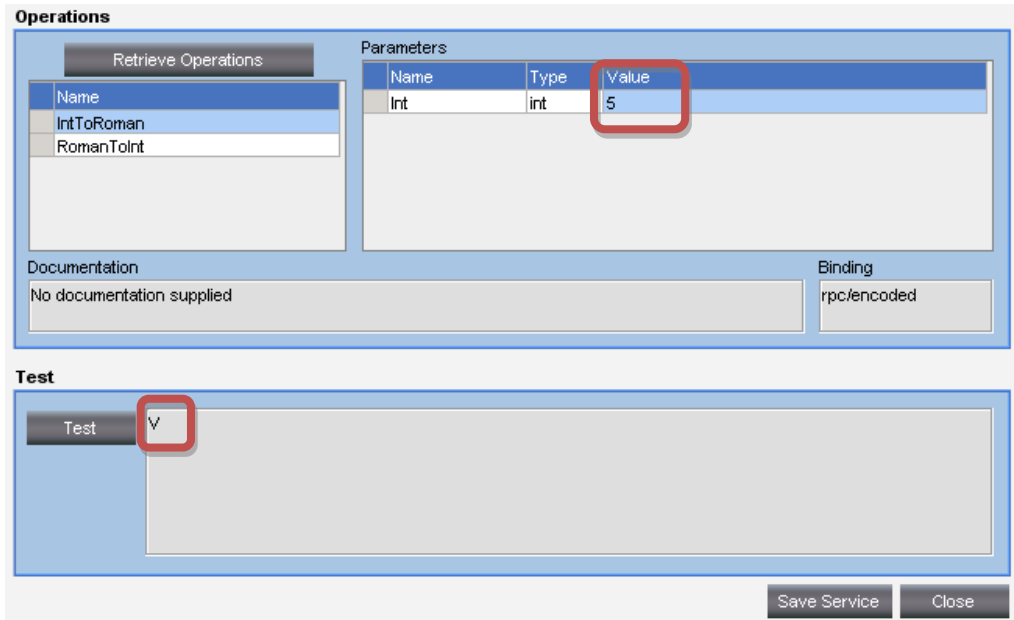 Operations
Retrieve Operations
Name
IntToRoman
RomanToInt
Parameters
Name Type Value
Int int 5
Documentation
No documentation supplied
Binding
rpc/encoded
Test
Test
V
Save Service
Close